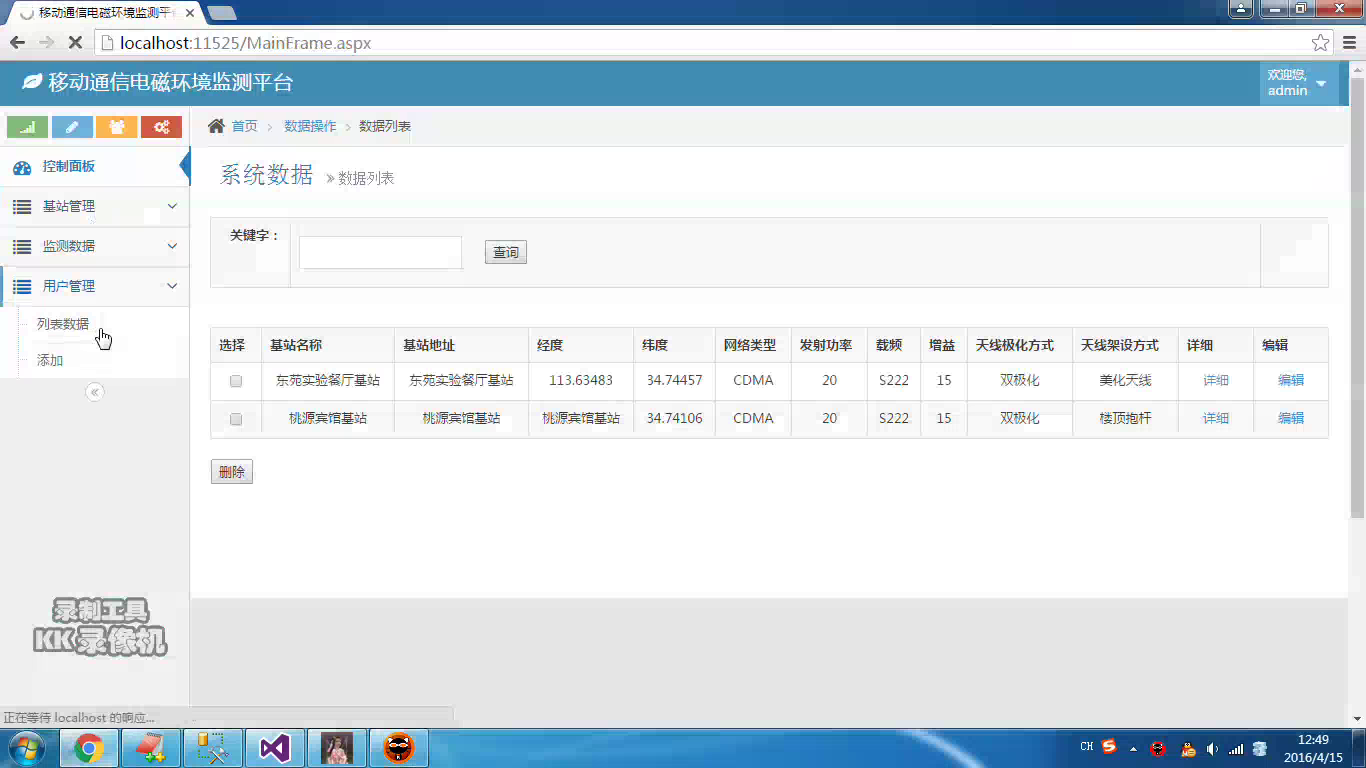 移动通信电磁环境监测平
localhost:11525/MainFrame.aspx
移动通信电磁环境监测平台
欢迎您,
admin
首页 > 数据操作 > 数据列表
控制面板
基站管理
监测数据
用户管理
列表数据
添加
系统数据 » 数据列表
关键字：
查询
选择 基站名称 基站地址 经度 纬度 网络类型 发射功率 载频 增益 天线极化方式 天线架设方式 详细 编辑
东苑实验餐厅基站 东苑实验餐厅基站 113.63483 34.74457 CDMA 20 S222 15 双极化 美化天线 详细 编辑
桃源宾馆基站 桃源宾馆基站 桃源宾馆基站 34.74106 CDMA 20 S222 15 双极化 楼顶抱杆 详细 编辑
删除
录制工具
KK录像机
正在等待 localhost 的响应...
CH
12:49
2016/4/15